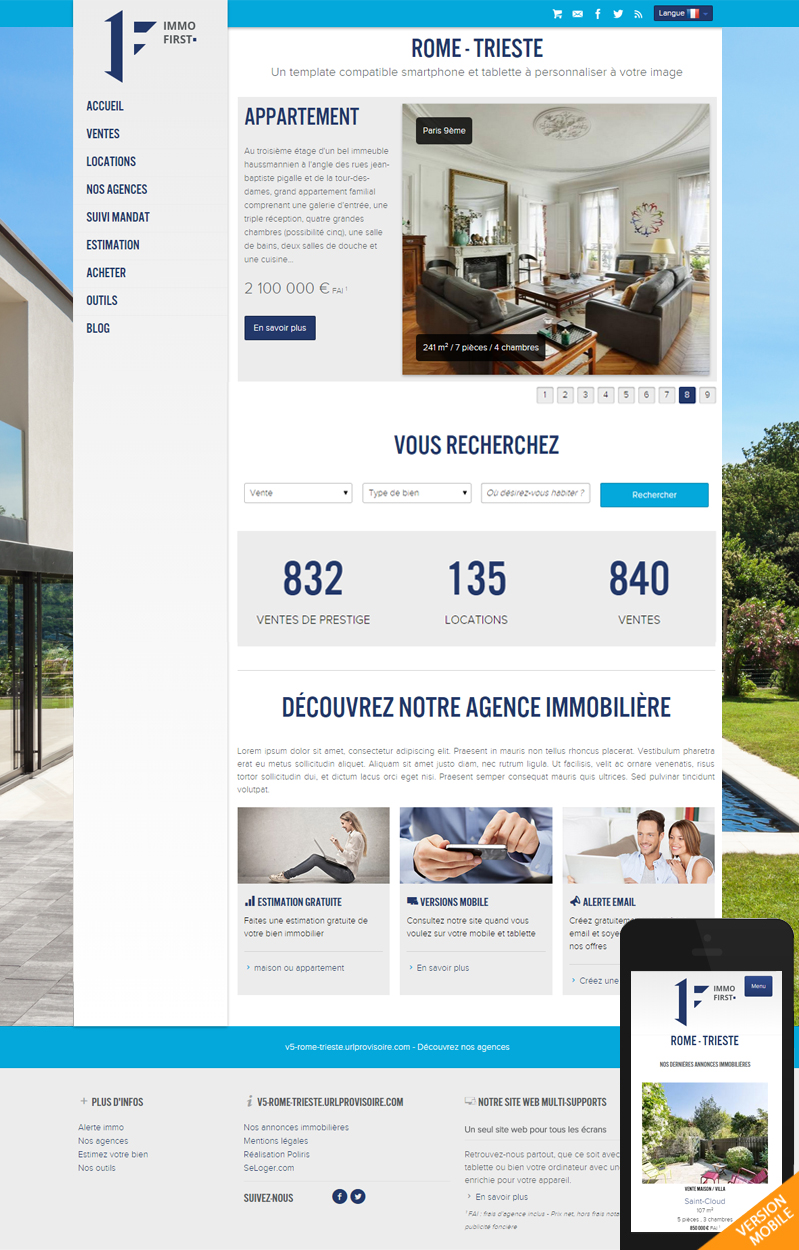 IMMO
FIRST
Langue
ACCUEIL
VENTES
LOCATIONS
NOS AGENCES
SUIVI MANDAT
ESTIMATION
ACHETER
OUTILS
BLOG
ROME - TRIESTE
Un template compatible smartphone et tablette à personnaliser à votre image
APPARTEMENT
Au troisième étage d'un bel immeuble
haussmannien à l'angle des rues jean-
baptiste pigalle et de la tour-des-
dames, grand appartement familial
comprenant une galerie d'entrée, une
triple réception, quatre grandes
chambres (possibilité cinq), une salle
de bains, deux salles de douche et
une cuisine...
2 100 000 € FAI ¹
En savoir plus
Paris 9ème
241 m² / 7 pièces / 4 chambres
1 2 3 4 5 6 7 8 9
VOUS RECHERCHEZ
Vente
Type de bien
Où désirez-vous habiter ?
Rechercher
832
VENTES DE PRESTIGE
135
LOCATIONS
840
VENTES
DÉCOUVREZ NOTRE AGENCE IMMOBILIÈRE
Lorem ipsum dolor sit amet, consectetur adipiscing elit. Praesent in mauris non tellus rhoncus placerat. Vestibulum pharetra
erat eu metus sollicitudin aliquet. Aliquam sit amet justo diam, nec rutrum ligula. Ut facilisis, velit ac ornare venenatis, risus
tortor sollicitudin dui, et dictum lacus orci eget nisi. Praesent semper consequat mauris quis ultrices. Sed pulvinar tincidunt
volutpat.
ESTIMATION GRATUITE
Faites une estimation gratuite de
votre bien immobilier
maison ou appartement
VERSIONS MOBILE
Consultez notre site quand vous
voulez sur votre mobile et tablette
En savoir plus
ALERTE EMAIL
Créez
email et
nos offres
Créez une
v5-rome-trieste.urlprovisoire.com - Découvrez nos agences
PLUS D'INFOS
Alerte immo
Nos agences
Estimez votre bien
Nos outils
V5-ROME-TRIESTE.URLPROVISOIRE.COM
Nos annonces immobilières
Mentions légales
Réalisation Poliris
SeLoger.com
SUIVEZ-NOUS
NOTRE SITE WEB MULTI-SUPPORTS
Un seul site web pour tous les écrans
Retrouvez-nous partout, que ce soit avec
tablette ou bien votre ordinateur avec un
enrichie pour votre appareil.
En savoir plus
¹ FAI : frais d'agence inclus - Prix net, hors frais
publicité foncière
IMMO
FIRST
Menu
ROME - TRIESTE
NOS DERNIÈRES ANNONCES IMMOBILIÈRES
VENTE MAISON / VILLA
Saint-Cloud
107 m²
5 pièces , 3 chambres
850 000 € FAI ¹
VERSION
MOBILE